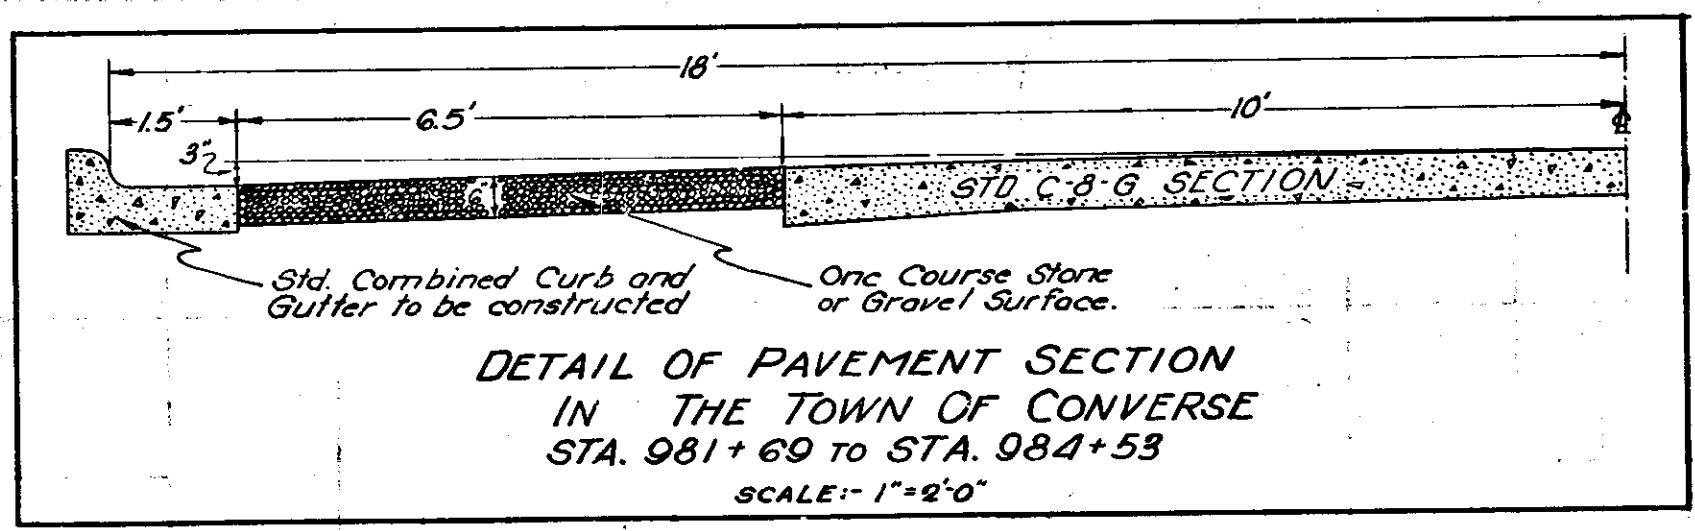 18'
1.5'
6.5'
10'
℄
3"
6"
STD C-8-G SECTION
Std. Combined Curb and
Gutter to be constructed
One Course Stone
or Gravel Surface.
DETAIL OF PAVEMENT SECTION
IN THE TOWN OF CONVERSE
STA. 981+69 TO STA. 984+53
SCALE:- 1"=2'-0"